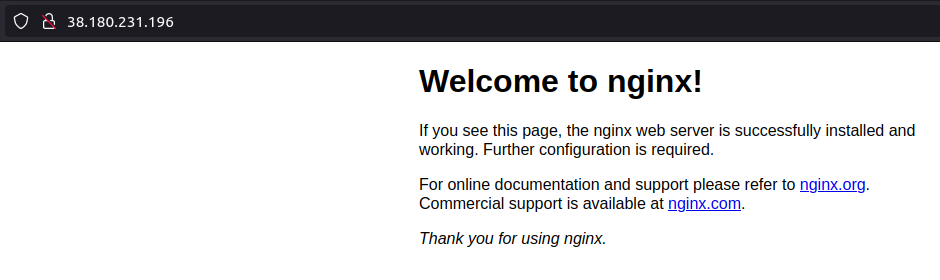 38.180.231.196
Welcome to nginx!
If you see this page, the nginx web server is successfully installed and
working. Further configuration is required.
For online documentation and support please refer to nginx.org.
Commercial support is available at nginx.com.
Thank you for using nginx.